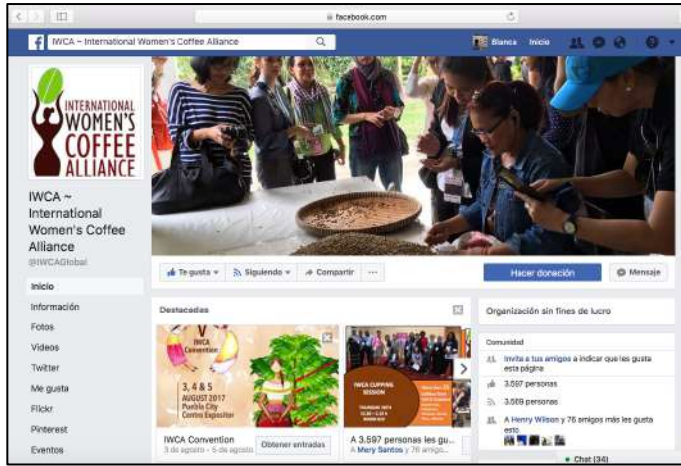 facebook.com
IWCA ~ International Women's Coffee Alliance
Bianca Inicio
INTERNATIONAL
WOMEN'S
COFFEE
ALLIANCE
IWCA ~
International
Women's Coffee
Alliance
@IWCAGlobal
Inicio
Información
Fotos
Videos
Twitter
Me gusta
Flickr
Pinterest
Eventos
Te gusta
Siguiendo
Compartir
Hacer donación
Mensaje
Destacadas
V
IWCA
Convention
3, 4 & 5
AUGUST 2017
Puebla City
Centro Expositor
IWCA Convention
3 de agosto - 5 de agosto
Obtener entradas
IWCA CUPPING
SESSION
A 3.597 personas les gu...
A Mery Santos y 76 amigo...
Organización sin fines de lucro
Comunidad
Invita a tus amigos a indicar que les gusta
esta página
3.597 personas
3.569 personas
A Henry Wilson y 76 amigos más les gusta
esto
Chat (34)